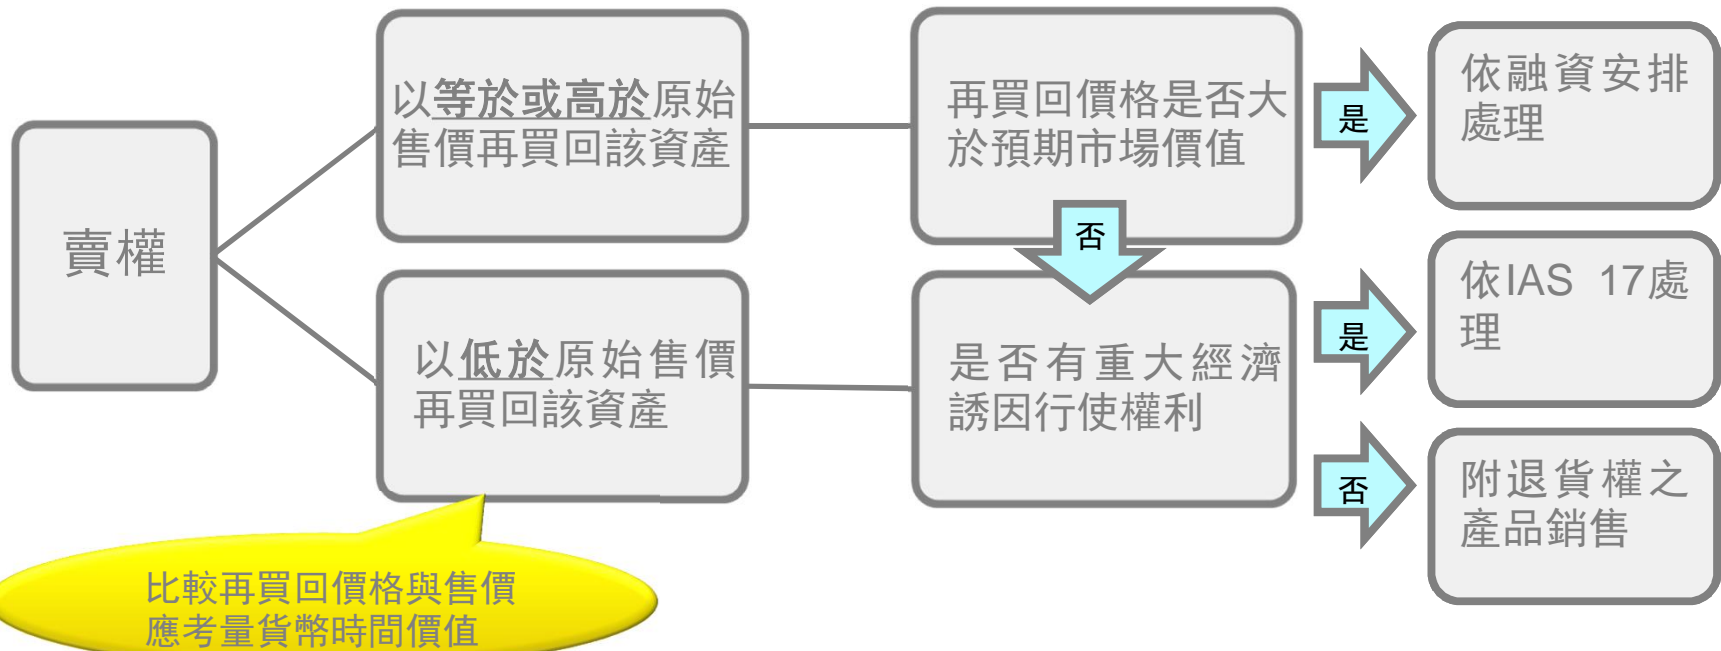 賣權
以等於或高於原始
售價再買回該資產
再買回價格是否大
於預期市場價值
是
依融資安排
處理
否
以低於原始售價
再買回該資產
是否有重大經濟
誘因行使權利
是
依IAS 17處
理
否
附退貨權之
產品銷售
比較再買回價格與售價
應考量貨幣時間價值